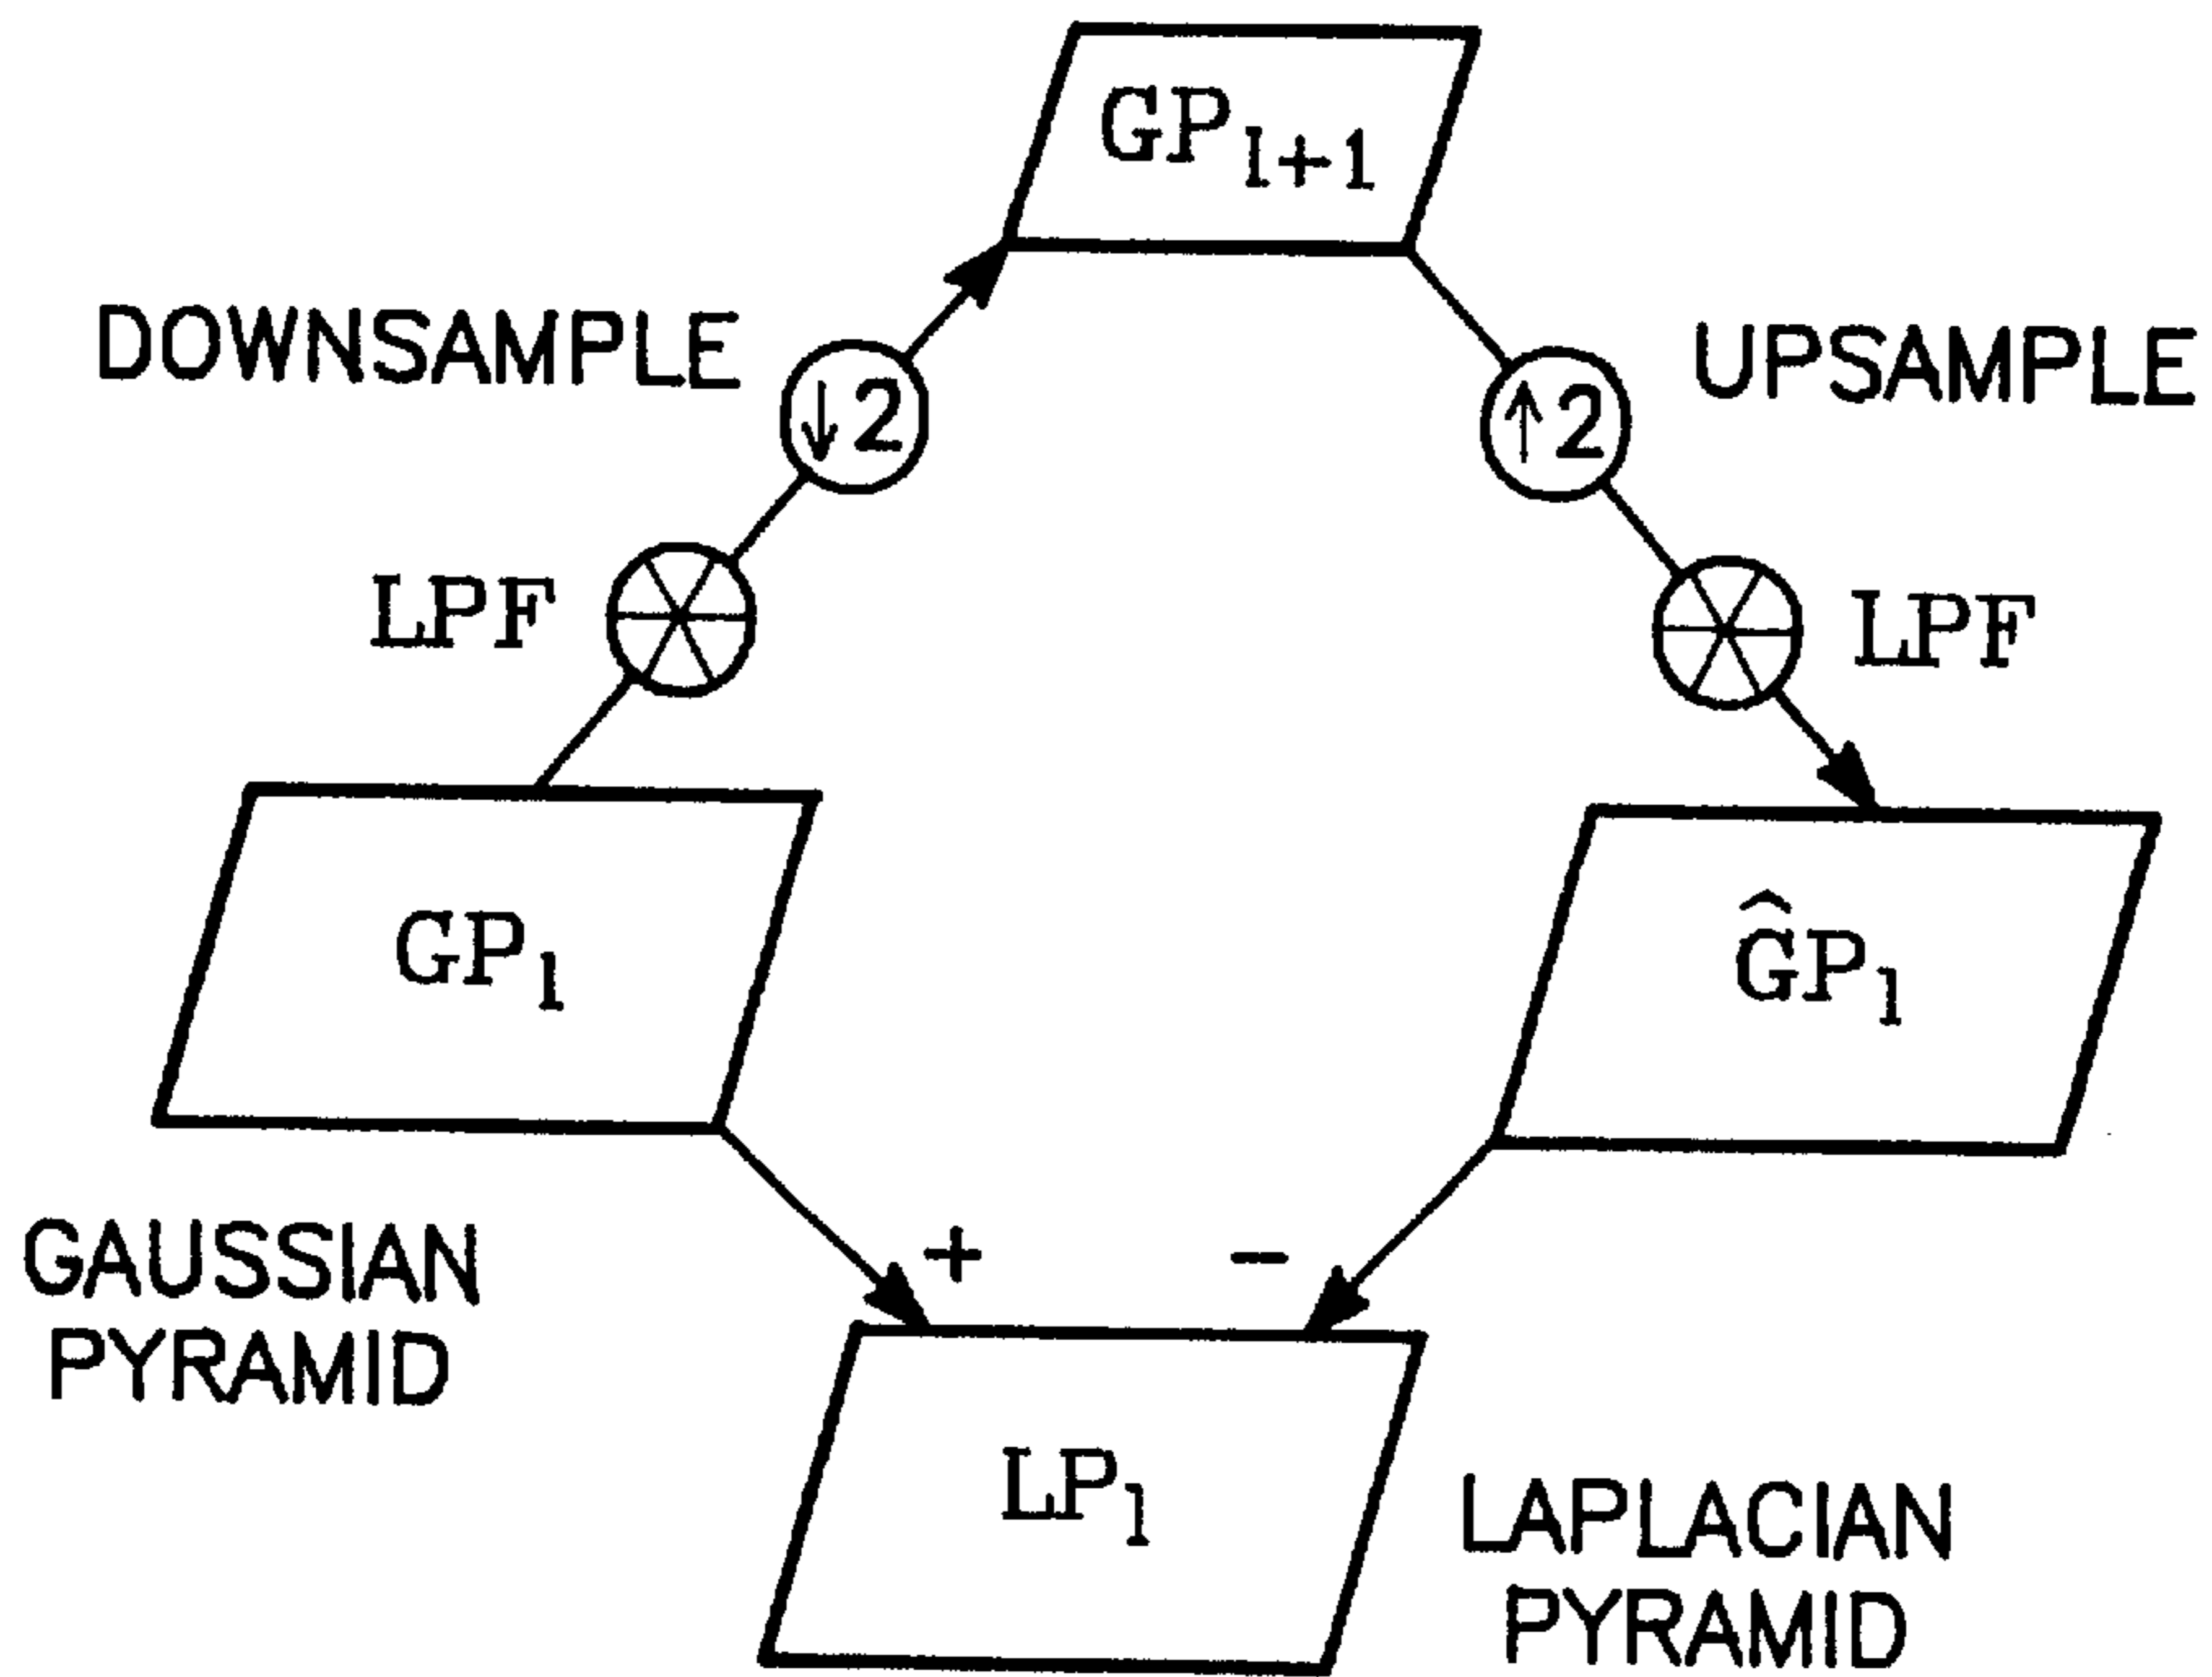 GP_{l+1}
DOWNSAMPLE
UPSAMPLE
↓2
↑2
LPF
LPF
GP_l
ĜP_l
+
-
GAUSSIAN
PYRAMID
LP_l
LAPLACIAN
PYRAMID